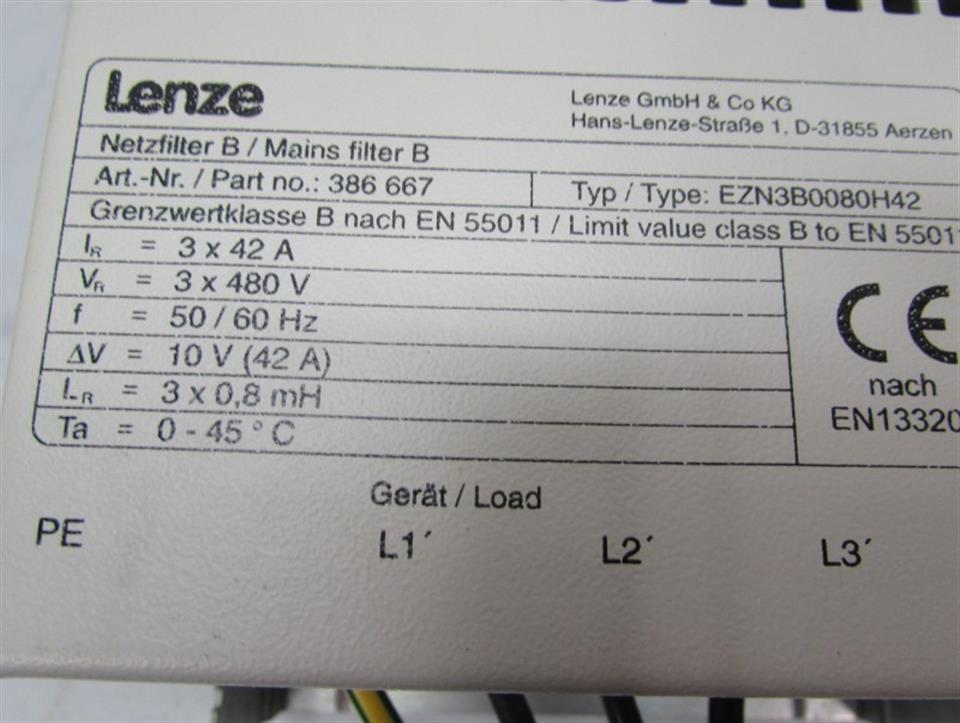 Lenze
Lenze GmbH & Co KG
Hans-Lenze-Straße 1, D-31855 Aerzen
Netzfilter B / Mains filter B
Art.-Nr. / Part no.: 386 667
Typ / Type: EZN3B0080H42
Grenzwertklasse B nach EN 55011 / Limit value class B to EN 55011
IR = 3 x 42 A
VR = 3 x 480 V
f = 50 / 60 Hz
ΔV = 10 V (42 A)
LR = 3 x 0,8 mH
Ta = 0 - 45 ° C
CE
nach
EN13320
Gerät / Load
PE L1´ L2´ L3´